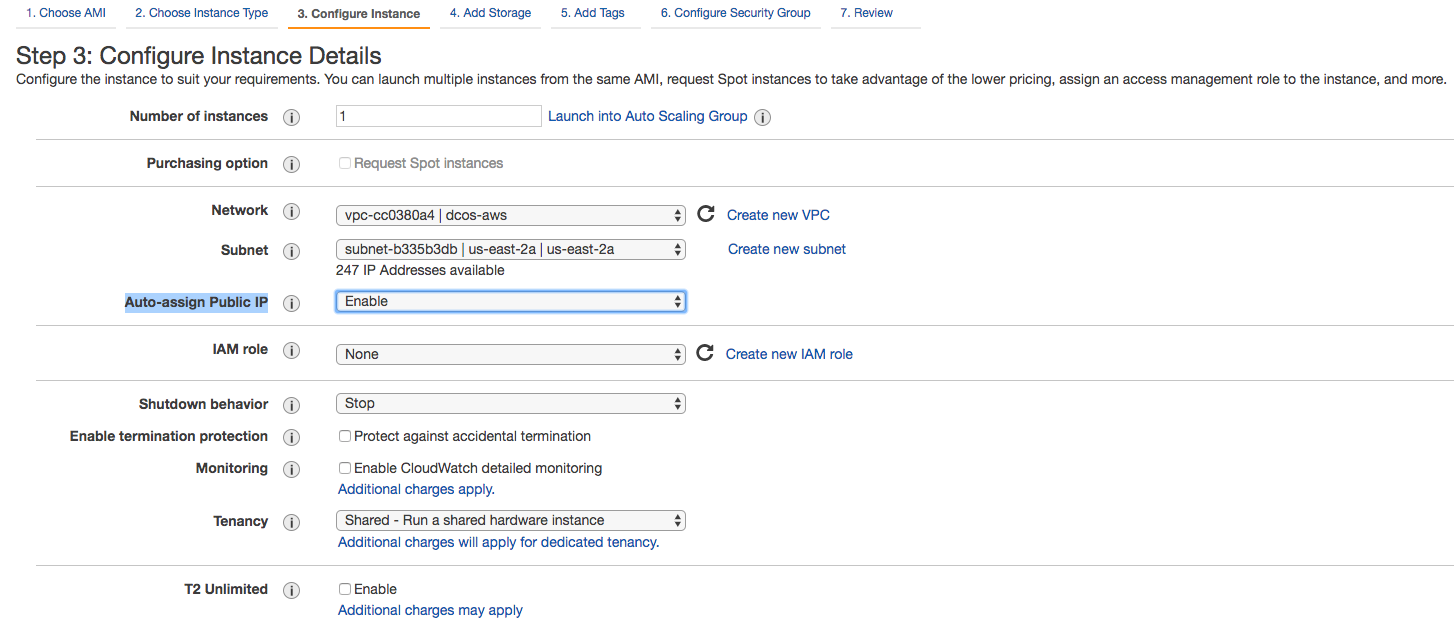 1. Choose AMI 2. Choose Instance Type 3. Configure Instance 4. Add Storage 5. Add Tags 6. Configure Security Group 7. Review
Step 3: Configure Instance Details
Configure the instance to suit your requirements. You can launch multiple instances from the same AMI, request Spot instances to take advantage of the lower pricing, assign an access management role to the instance, and more.
Number of instances i 1 Launch into Auto Scaling Group i
Purchasing option i Request Spot instances
Network i vpc-cc0380a4 | dcos-aws Create new VPC
Subnet i subnet-b335b3db | us-east-2a | us-east-2a Create new subnet
247 IP Addresses available
Auto-assign Public IP i Enable
IAM role i None Create new IAM role
Shutdown behavior i Stop
Enable termination protection i Protect against accidental termination
Monitoring i Enable CloudWatch detailed monitoring
Additional charges apply.
Tenancy i Shared - Run a shared hardware instance
Additional charges will apply for dedicated tenancy.
T2 Unlimited i Enable
Additional charges may apply